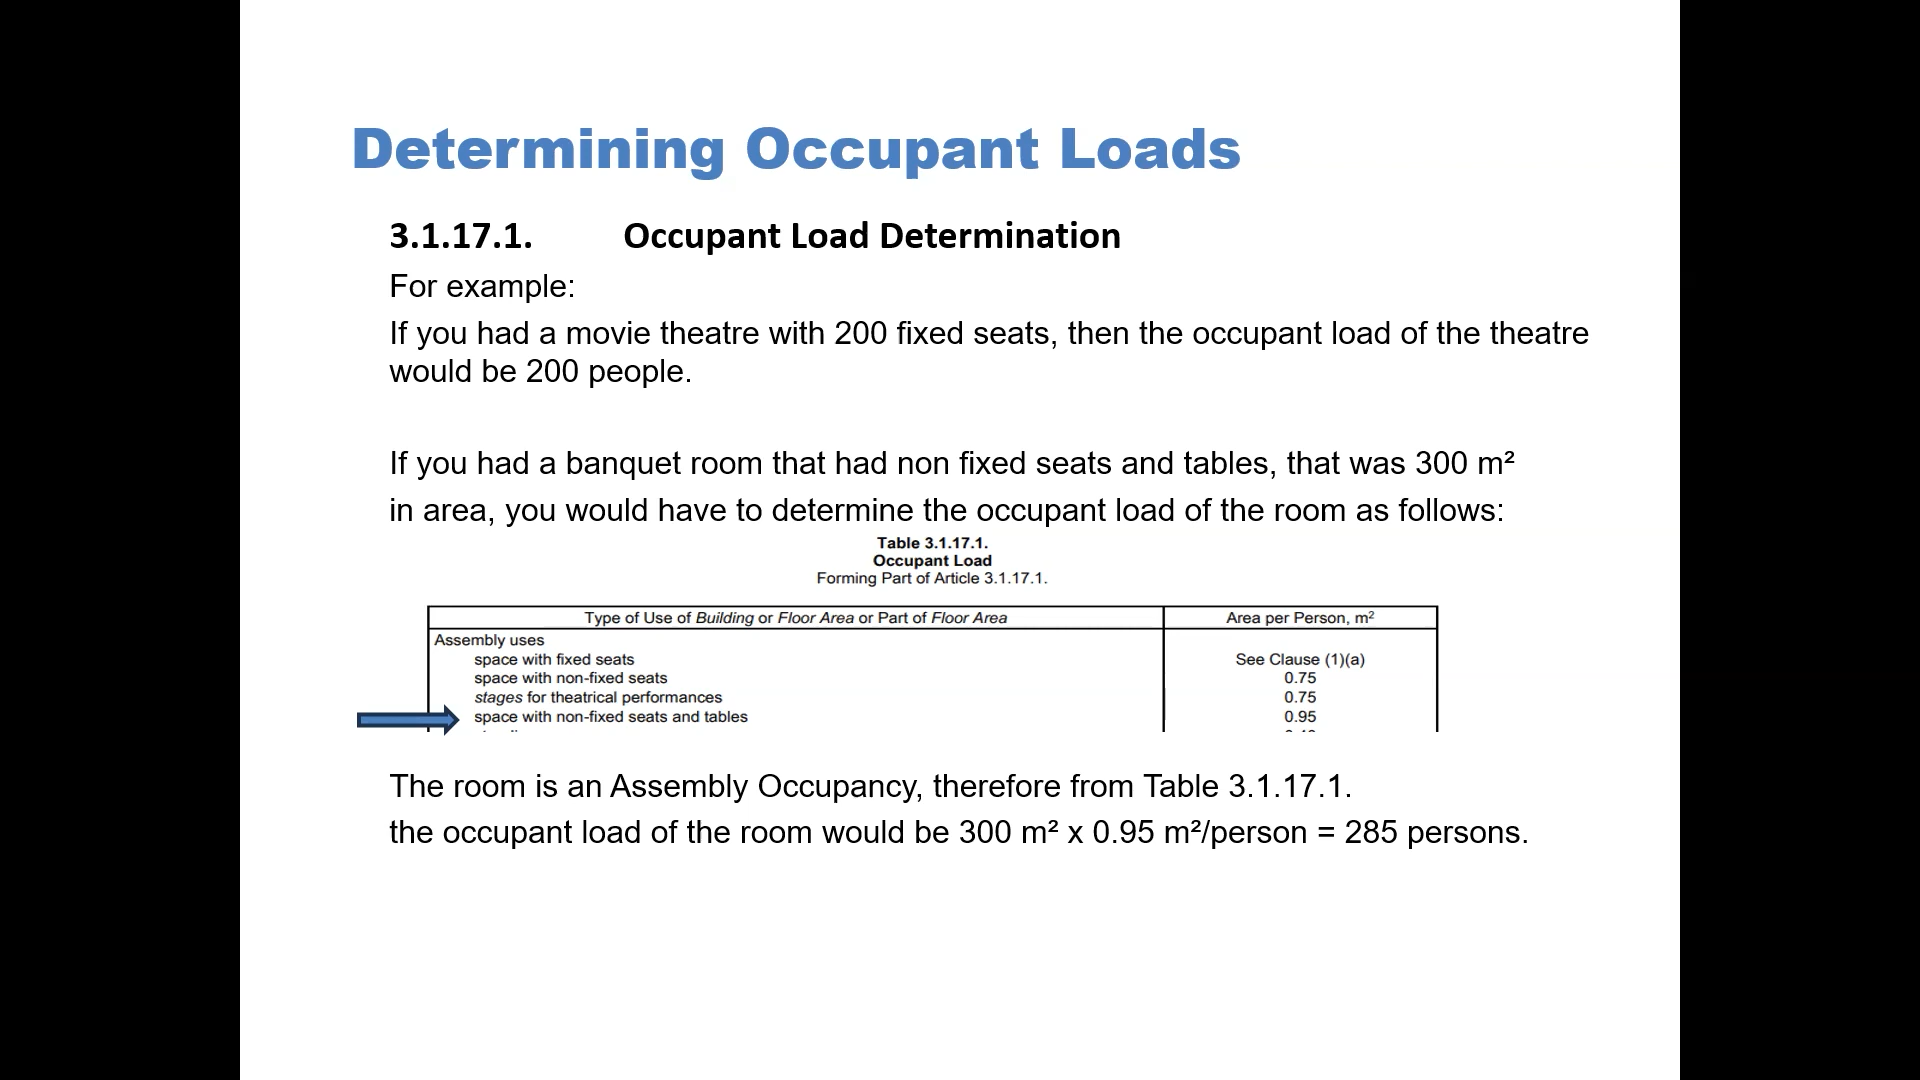 Determining Occupant Loads
3.1.17.1. Occupant Load Determination
For example:
If you had a movie theatre with 200 fixed seats, then the occupant load of the theatre
would be 200 people.
If you had a banquet room that had non fixed seats and tables, that was 300 m²
in area, you would have to determine the occupant load of the room as follows:
Table 3.1.17.1.
Occupant Load
Forming Part of Article 3.1.17.1.
Type of Use of Building or Floor Area or Part of Floor Area Area per Person, m²
Assembly uses
space with fixed seats See Clause (1)(a)
space with non-fixed seats 0.75
stages for theatrical performances 0.75
space with non-fixed seats and tables 0.95
The room is an Assembly Occupancy, therefore from Table 3.1.17.1.
the occupant load of the room would be 300 m² x 0.95 m²/person = 285 persons.